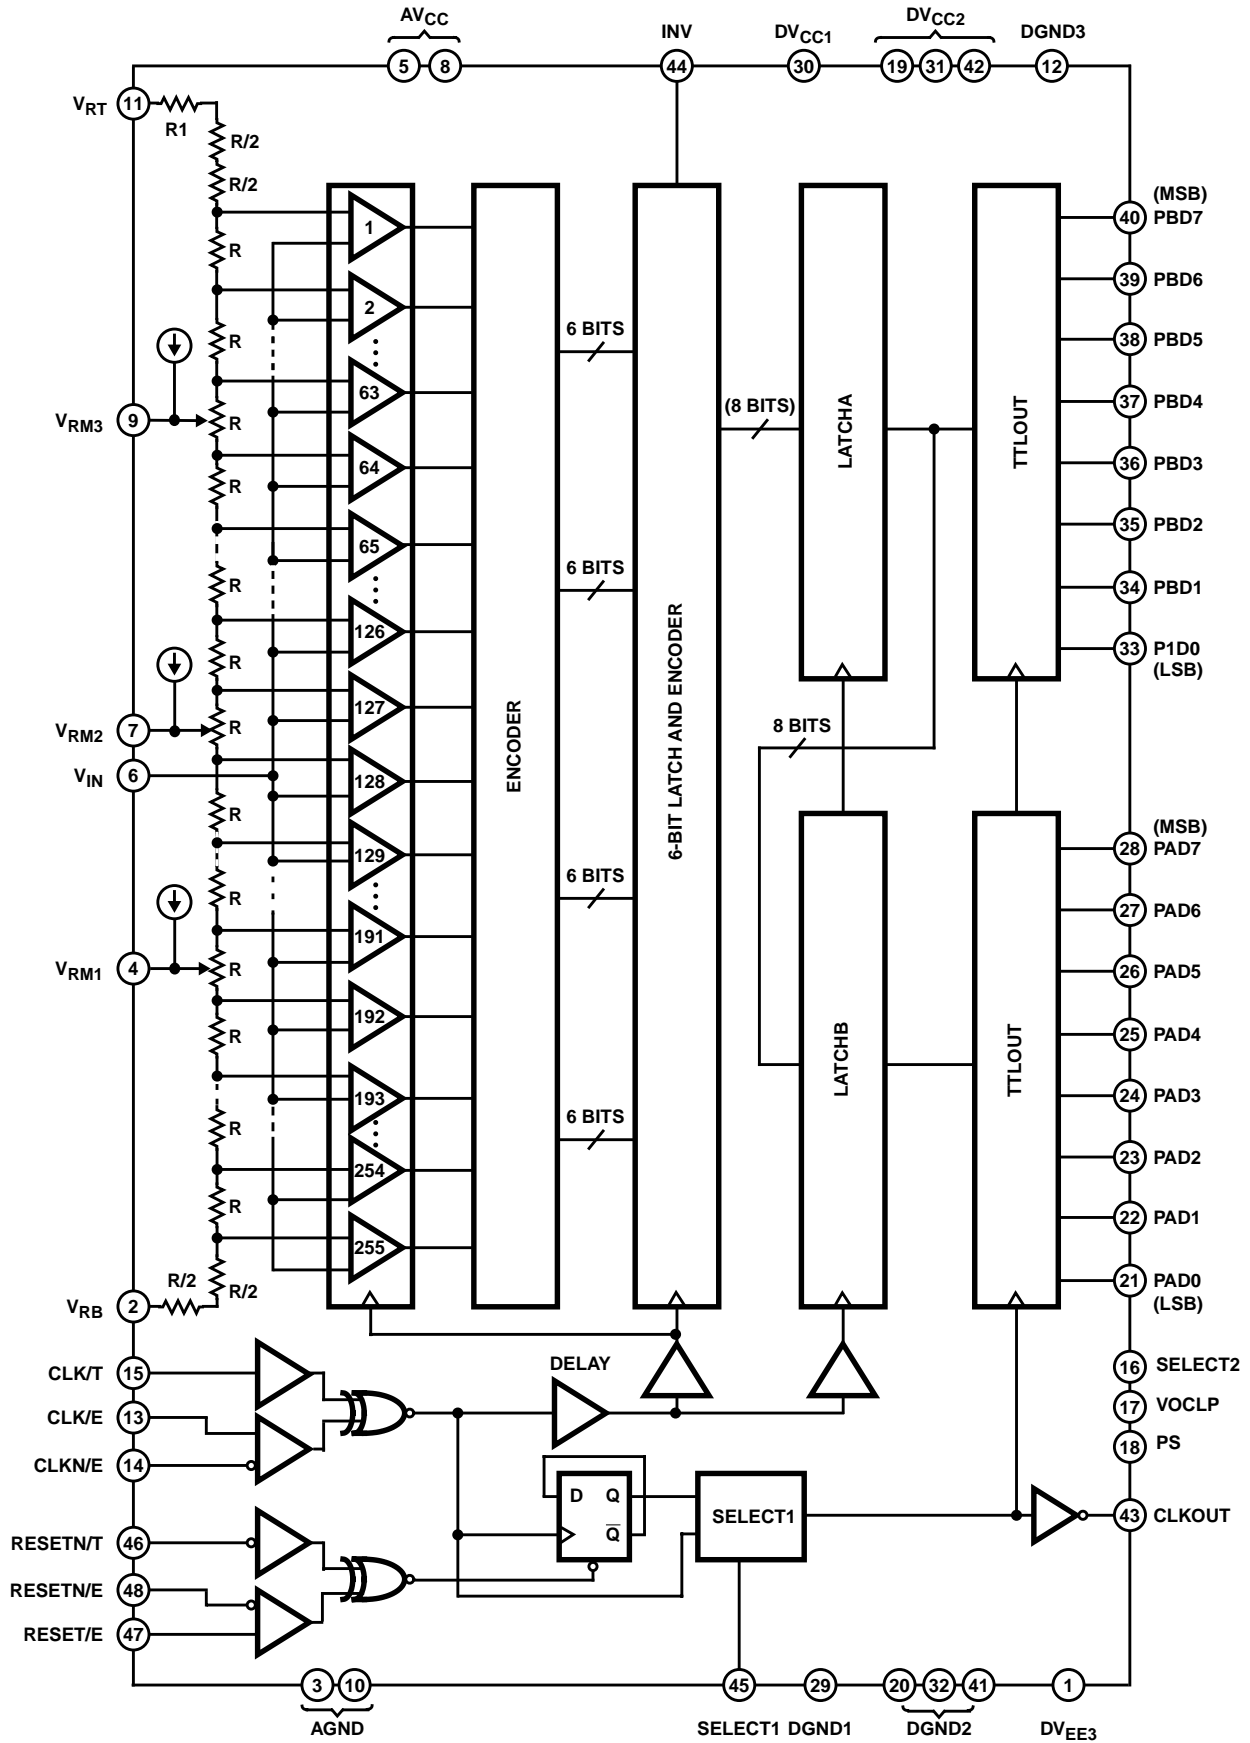 AVCC
INV
DVCC1
DVCC2
DGND3
5 8 44 30 19 31 42 12
VRT 11
R1
R/2
R/2
R
R
R
R
R
R
R
R
R
R
R
R
R
R/2
R/2
VRM3 9
VRM2 7
VIN 6
VRM1 4
VRB 2
1
2
63
64
65
126
127
128
129
191
192
193
254
255
ENCODER
6 BITS
6 BITS
6 BITS
6 BITS
6-BIT LATCH AND ENCODER
(8 BITS)
LATCHA
8 BITS
LATCHB
TTLOUT
TTLOUT
(MSB)
40 PBD7
39 PBD6
38 PBD5
37 PBD4
36 PBD3
35 PBD2
34 PBD1
33 P1D0
(LSB)
(MSB)
28 PAD7
27 PAD6
26 PAD5
25 PAD4
24 PAD3
23 PAD2
22 PAD1
21 PAD0
(LSB)
16 SELECT2
17 VOCLP
18 PS
43 CLKOUT
CLK/T 15
CLK/E 13
CLKN/E 14
RESETN/T 46
RESETN/E 48
RESET/E 47
DELAY
D Q
Q̅
SELECT1
3 10 45 29 20 32 41 1
AGND
SELECT1 DGND1
DGND2
DVEE3